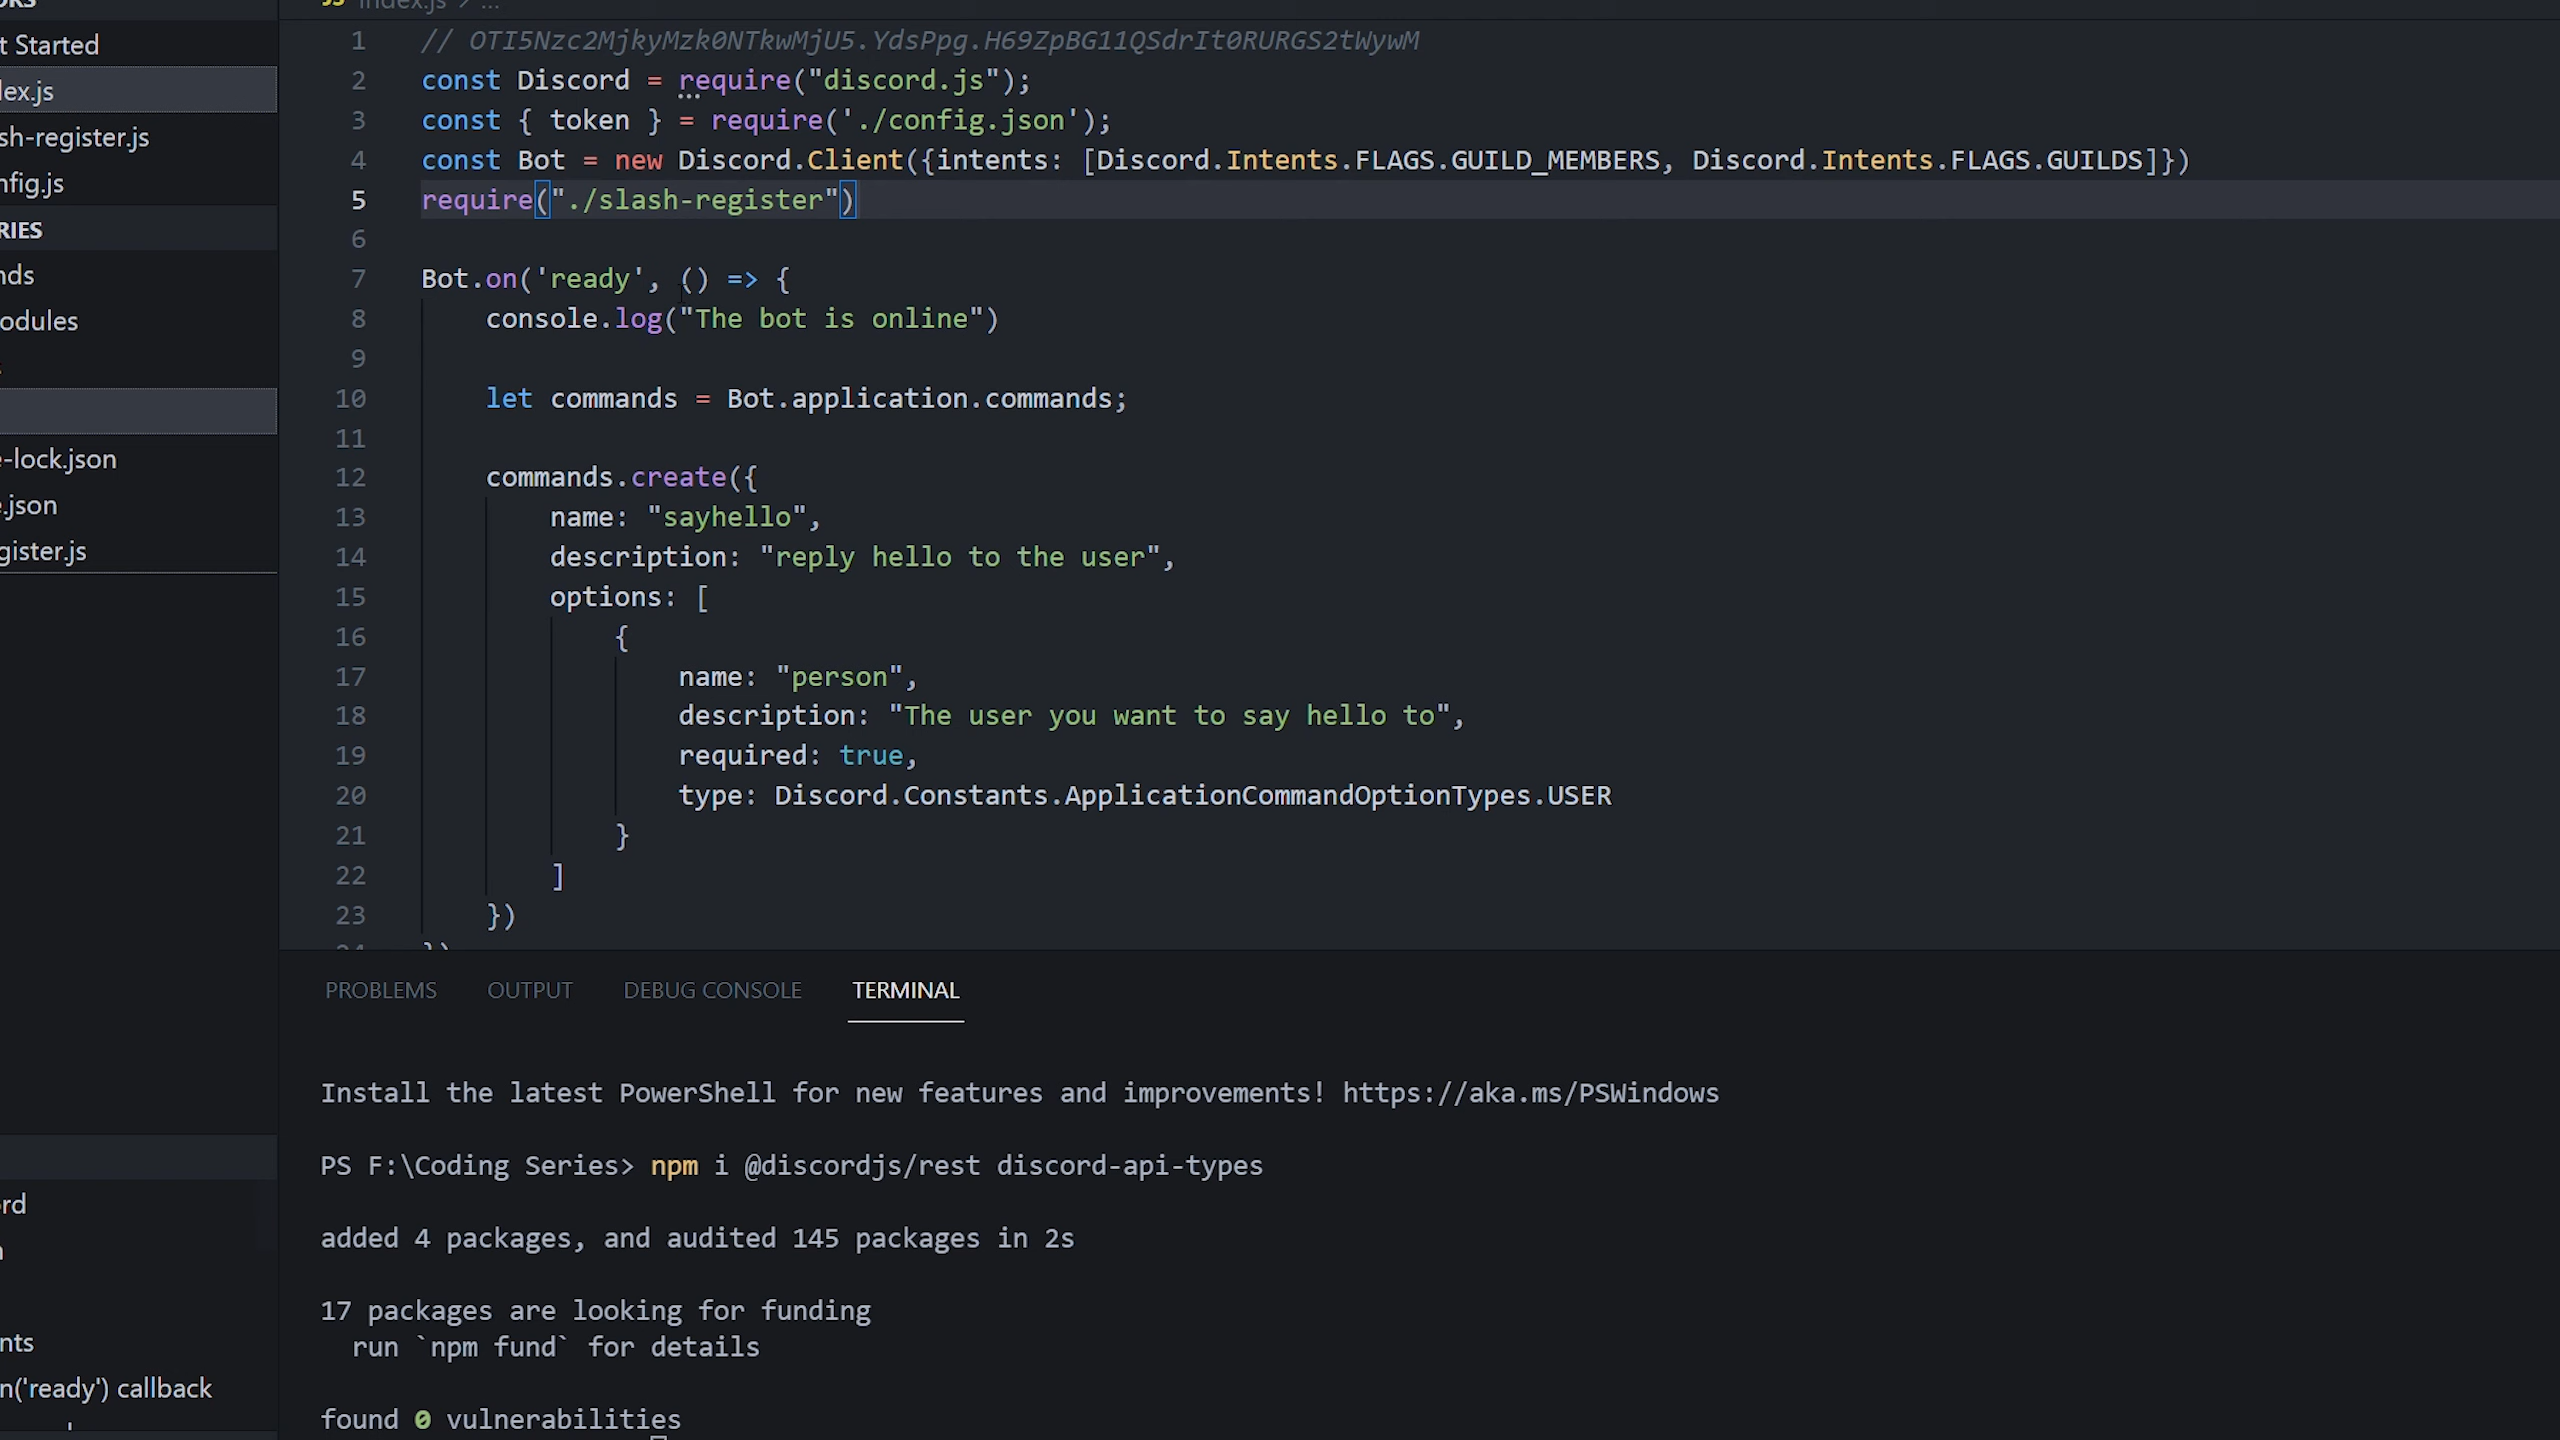 ORS
index.js > ...
t Started
lex.js
sh-register.js
nfig.js
RIES
nds
odules
e-lock.json
e.json
gister.js
rd
n
nts
n('ready') callback
1 // OTI5Nzc2MjkyMzk0NTkwMjU5.YdsPpg.H69ZpBG11QSdrIt0RURGS2tWywM
2 const Discord = require("discord.js");
3 const { token } = require('./config.json');
4 const Bot = new Discord.Client({intents: [Discord.Intents.FLAGS.GUILD_MEMBERS, Discord.Intents.FLAGS.GUILDS]})
5 require("./slash-register")
6
7 Bot.on('ready', () => {
8 console.log("The bot is online")
9
10 let commands = Bot.application.commands;
11
12 commands.create({
13 name: "sayhello",
14 description: "reply hello to the user",
15 options: [
16 {
17 name: "person",
18 description: "The user you want to say hello to",
19 required: true,
20 type: Discord.Constants.ApplicationCommandOptionTypes.USER
21 }
22 ]
23 })
24 })
PROBLEMS OUTPUT DEBUG CONSOLE TERMINAL
Install the latest PowerShell for new features and improvements! https://aka.ms/PSWindows
PS F:\Coding Series> npm i @discordjs/rest discord-api-types
added 4 packages, and audited 145 packages in 2s
17 packages are looking for funding
run `npm fund` for details
found 0 vulnerabilities